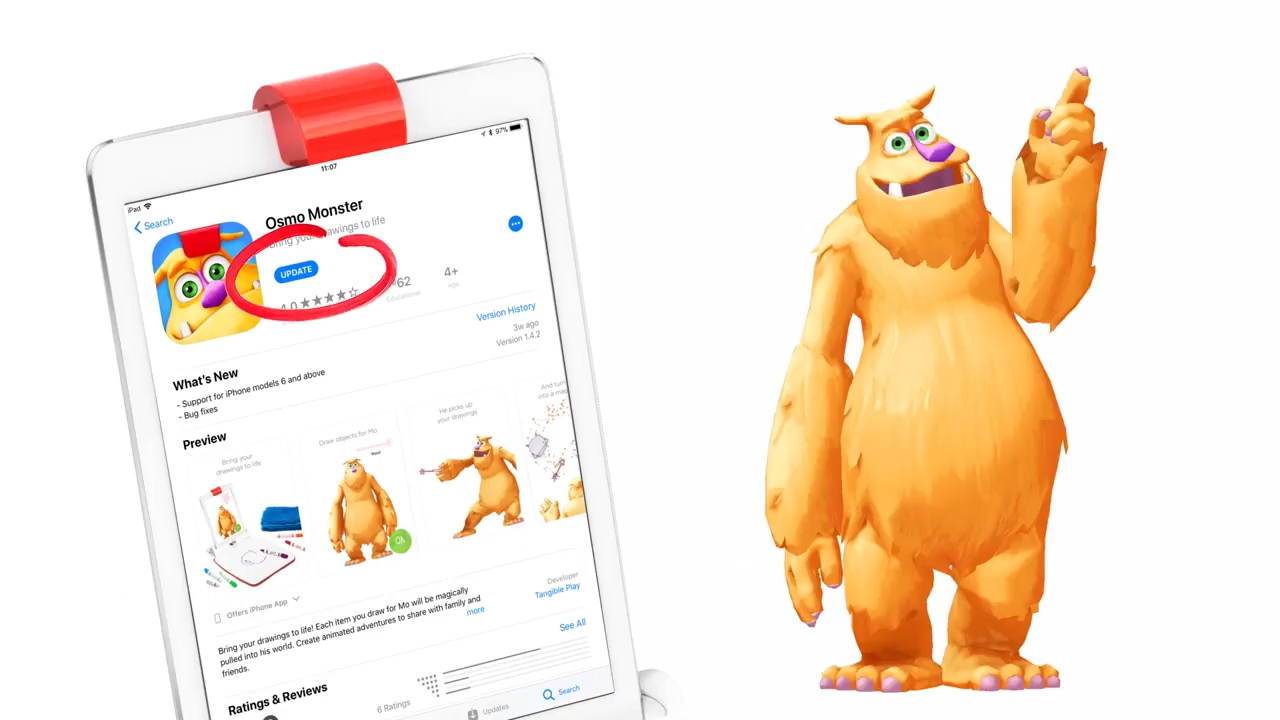 iPad
97%
11:07
Search
Osmo Monster
Bring your drawings to life
UPDATE
4.0
62
Educational
4+
Age
Version History
3w ago
Version 1.4.2
What's New
- Support for iPhone models 6 and above
- Bug fixes
Preview
Bring your
drawings to life
Draw objects for Mo
He picks up
your drawings
And turn
into a mag
Offers iPhone App
Bring your drawings to life! Each item you draw for Mo will be magically
pulled into his world. Create animated adventures to share with family and
friends.
more
Developer
Tangible Play
Ratings & Reviews
See All
6 Ratings
Updates
Search